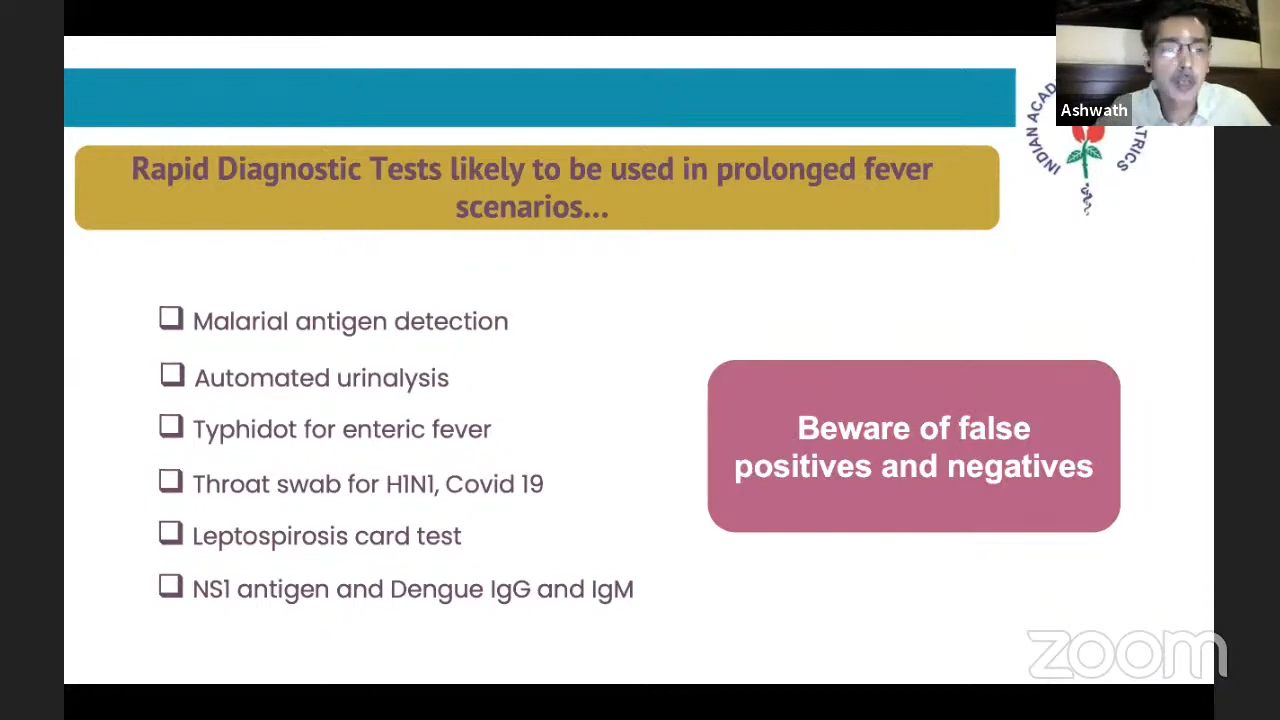 Ashwath
INDIAN ACAD
ATRICS
Rapid Diagnostic Tests likely to be used in prolonged fever
scenarios...
Malarial antigen detection
Automated urinalysis
Typhidot for enteric fever
Throat swab for H1N1, Covid 19
Leptospirosis card test
NS1 antigen and Dengue IgG and IgM
Beware of false
positives and negatives
zoom